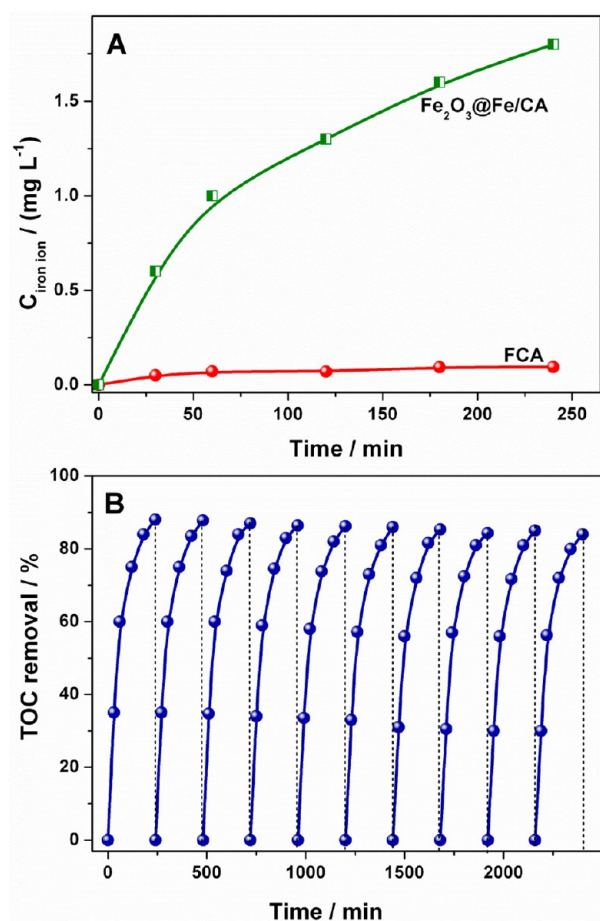 A
1.5
1.0
0.5
0.0
C iron ion / (mg L⁻¹)
Fe₂O₃@Fe/CA
FCA
0 50 100 150 200 250
Time / min
B
100
80
60
40
20
0
TOC removal / %
0 500 1000 1500 2000
Time / min